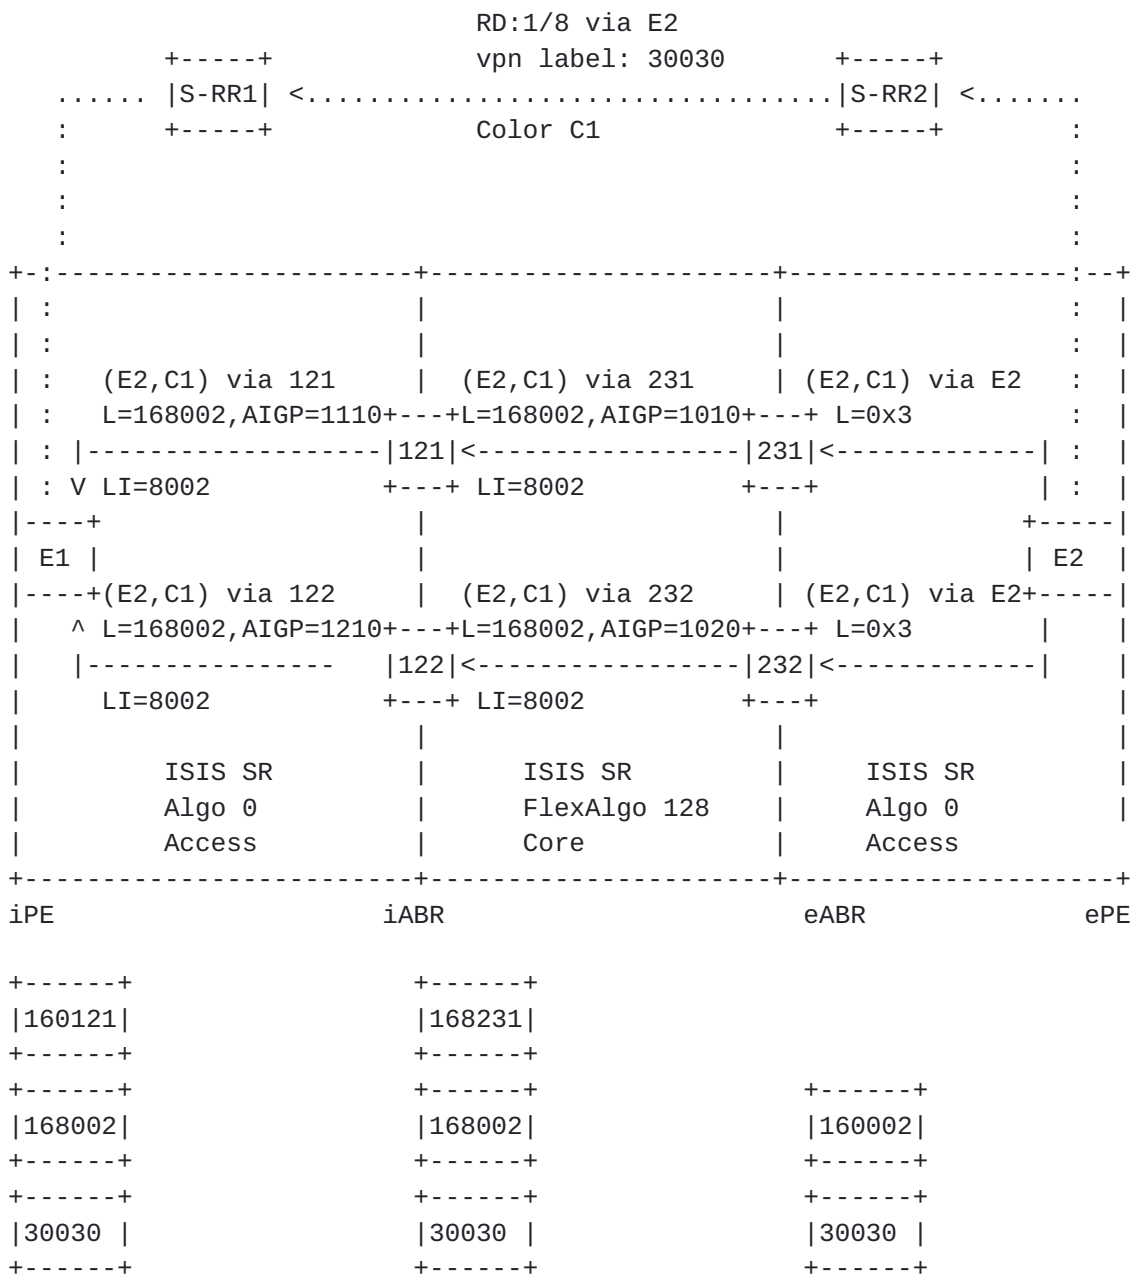 RD:1/8 via E2
          +-----+             vpn label: 30030       +-----+
   ...... |S-RR1| <..................................|S-RR2| <.......
   :      +-----+             Color C1               +-----+        :
   :                                                                :
   :                                                                :
   :                                                                :
+-:-----------------------+----------------------+------------------:--+
| :                       |                      |                  :  |
| :                       |                      |                  :  |
| :   (E2,C1) via 121     |  (E2,C1) via 231     | (E2,C1) via E2   :  |
| :   L=168002,AIGP=1110+---+L=168002,AIGP=1010+---+ L=0x3          :  |
| : |-------------------|121|<-----------------|231|<-------------| :  |
| : V LI=8002           +---+ LI=8002          +---+              | :  |
|----+                    |                      |               +-----|
| E1 |                    |                      |               | E2  |
|----+(E2,C1) via 122     |  (E2,C1) via 232     | (E2,C1) via E2+-----|
|   ^ L=168002,AIGP=1210+---+L=168002,AIGP=1020+---+ L=0x3        |    |
|   |----------------   |122|<-----------------|232|<-------------|    |
|     LI=8002           +---+ LI=8002          +---+                   |
|                         |                      |                     |
|         ISIS SR         |      ISIS SR         |     ISIS SR         |
|         Algo 0          |      FlexAlgo 128    |     Algo 0          |
|         Access          |      Core            |     Access
+-------------------------+----------------------+---------------------+
iPE                     iABR                       eABR              ePE

+------+                  +------+
|160121|                  |168231|
+------+                  +------+
+------+                  +------+                 +------+
|168002|                  |168002|                 |160002|
+------+                  +------+                 +------+
+------+                  +------+                 +------+
|30030 |                  |30030 |                 |30030 |
+------+                  +------+                 +------+